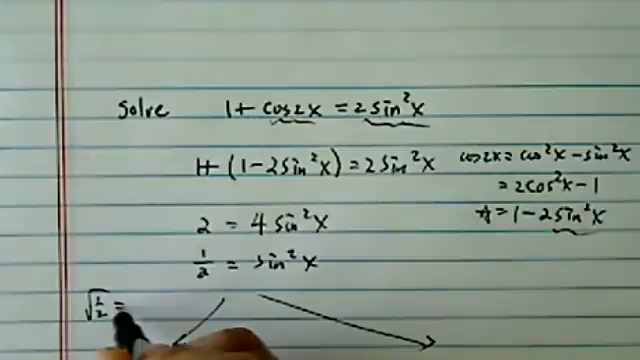 Solve 1 + cos2x = 2sin²x
1 + (1 - 2sin²x) = 2sin²x
cos2x = cos²x - sin²x
= 2cos²x - 1
= 1 - 2sin²x
2 = 4sin²x
1/2 = sin²x
√(1/2) =